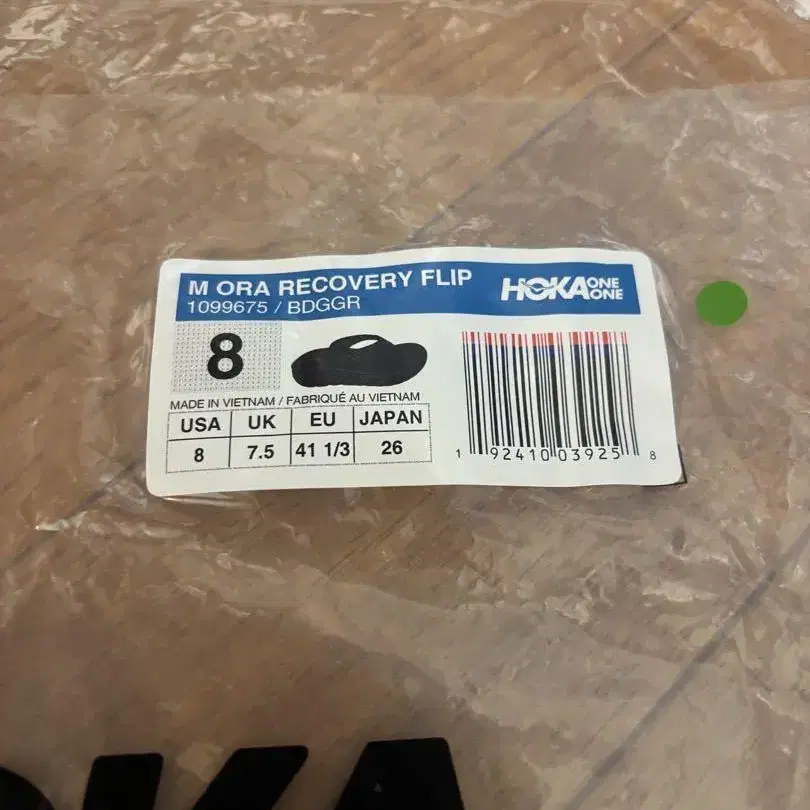 M ORA RECOVERY FLIP
1099675 / BDGGR
HOKA ONE ONE
8
MADE IN VIETNAM / FABRIQUÉ AU VIETNAM
USA UK EU JAPAN
8 7.5 41 1/3 26
1 92410 03925 8
OKA